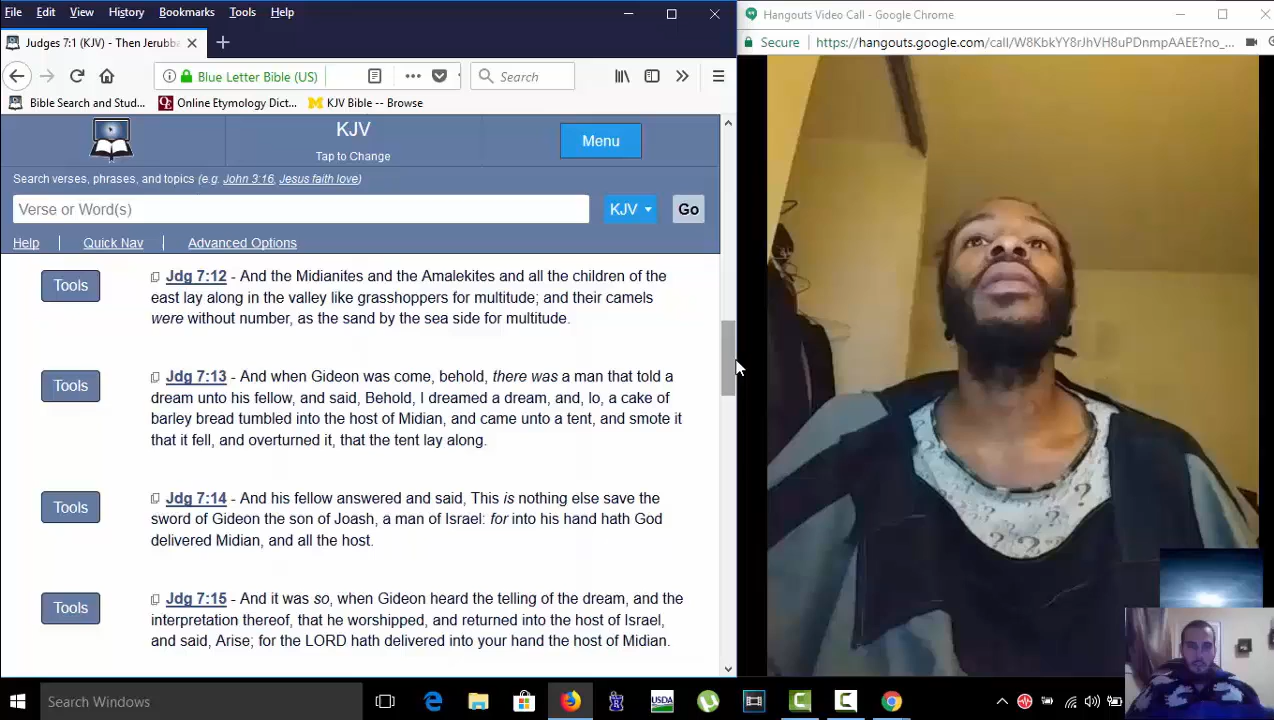 File Edit View History Bookmarks Tools Help
Judges 7:1 (KJV) - Then Jerubba
Blue Letter Bible (US)
Search
Bible Search and Stud... Online Etymology Dict... KJV Bible -- Browse
KJV
Tap to Change
Menu
Search verses, phrases, and topics (e.g. John 3:16, Jesus faith love)
Verse or Word(s)
KJV
Go
Help | Quick Nav | Advanced Options
Tools
Jdg 7:12 - And the Midianites and the Amalekites and all the children of the
east lay along in the valley like grasshoppers for multitude; and their camels
were without number, as the sand by the sea side for multitude.
Tools
Jdg 7:13 - And when Gideon was come, behold, there was a man that told a
dream unto his fellow, and said, Behold, I dreamed a dream, and, lo, a cake of
barley bread tumbled into the host of Midian, and came unto a tent, and smote it
that it fell, and overturned it, that the tent lay along.
Tools
Jdg 7:14 - And his fellow answered and said, This is nothing else save the
sword of Gideon the son of Joash, a man of Israel: for into his hand hath God
delivered Midian, and all the host.
Tools
Jdg 7:15 - And it was so, when Gideon heard the telling of the dream, and the
interpretation thereof, that he worshipped, and returned into the host of Israel,
and said, Arise; for the LORD hath delivered into your hand the host of Midian.
Hangouts Video Call - Google Chrome
Secure https://hangouts.google.com/call/W8KbkYY8rJhVH8uPDnmpAAEE?no_...
Search Windows
USDA